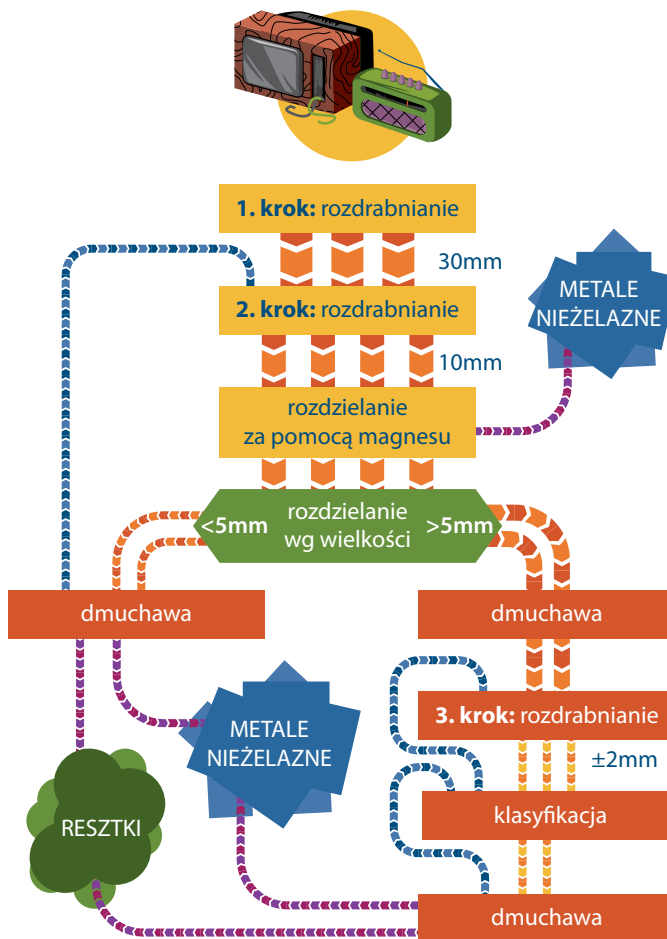 1. krok: rozdrabnianie
30mm
2. krok: rozdrabnianie
METALE
NIEŻELAZNE
10mm
rozdzielanie
za pomocą magnesu
<5mm
rozdzielanie
wg wielkości
>5mm
dmuchawa
dmuchawa
3. krok: rozdrabnianie
METALE
NIEŻELAZNE
±2mm
RESZTKI
klasyfikacja
dmuchawa